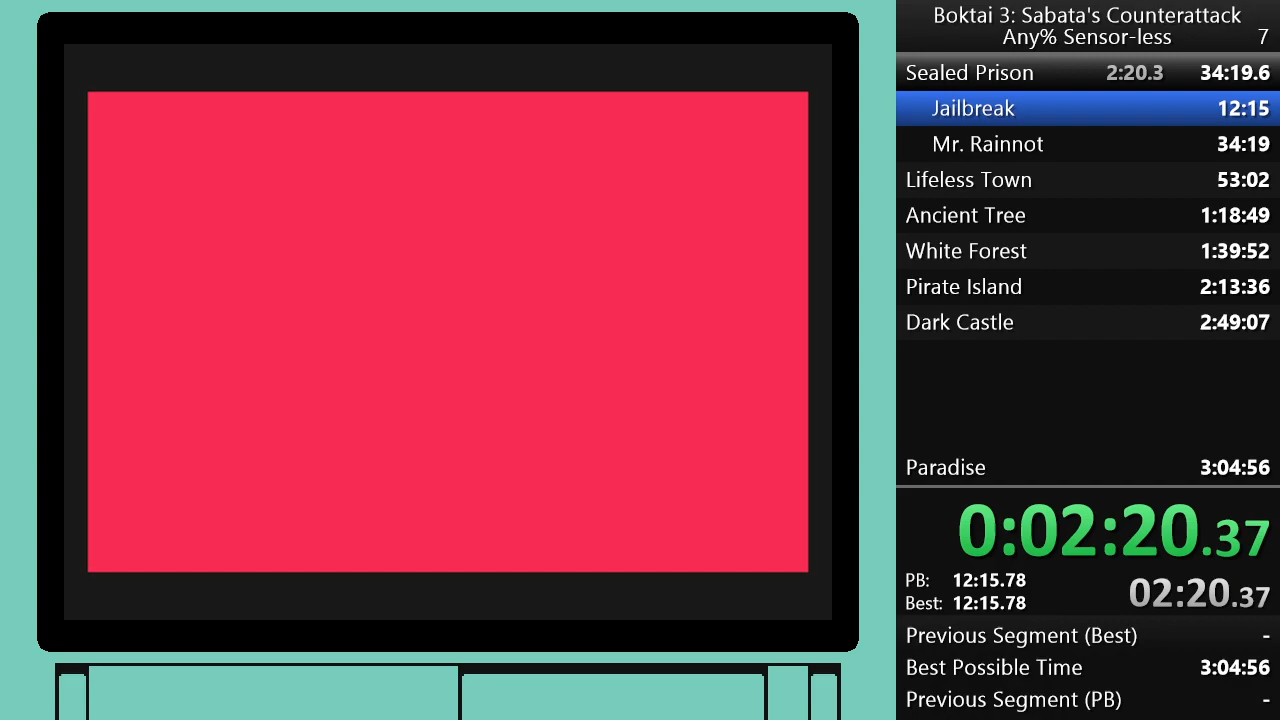 Boktai 3: Sabata's Counterattack
Any% Sensor-less 7
Sealed Prison 2:20.3 34:19.6
Jailbreak 12:15
Mr. Rainnot 34:19
Lifeless Town 53:02
Ancient Tree 1:18:49
White Forest 1:39:52
Pirate Island 2:13:36
Dark Castle 2:49:07
Paradise 3:04:56
0:02:20.37
PB: 12:15.78
Best: 12:15.78
02:20.37
Previous Segment (Best) -
Best Possible Time 3:04:56
Previous Segment (PB) -